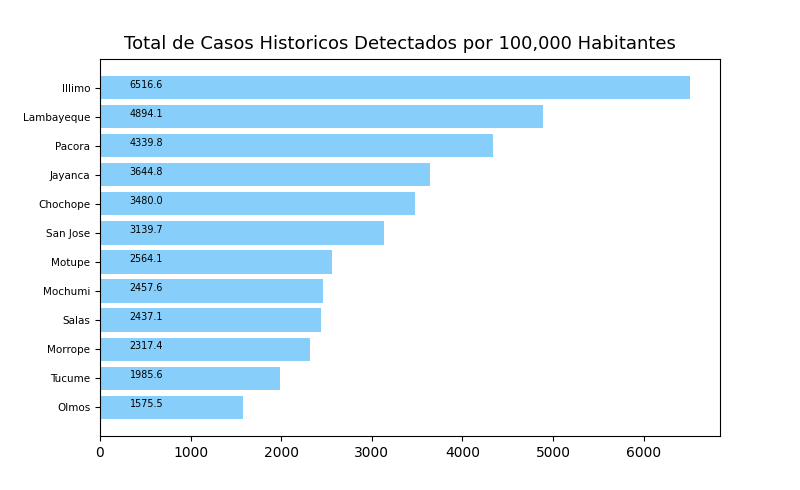 Total de Casos Historicos Detectados por 100,000 Habitantes
Illimo 6516.6
Lambayeque 4894.1
Pacora 4339.8
Jayanca 3644.8
Chochope 3480.0
San Jose 3139.7
Motupe 2564.1
Mochumi 2457.6
Salas 2437.1
Morrope 2317.4
Tucume 1985.6
Olmos 1575.5
0 1000 2000 3000 4000 5000 6000